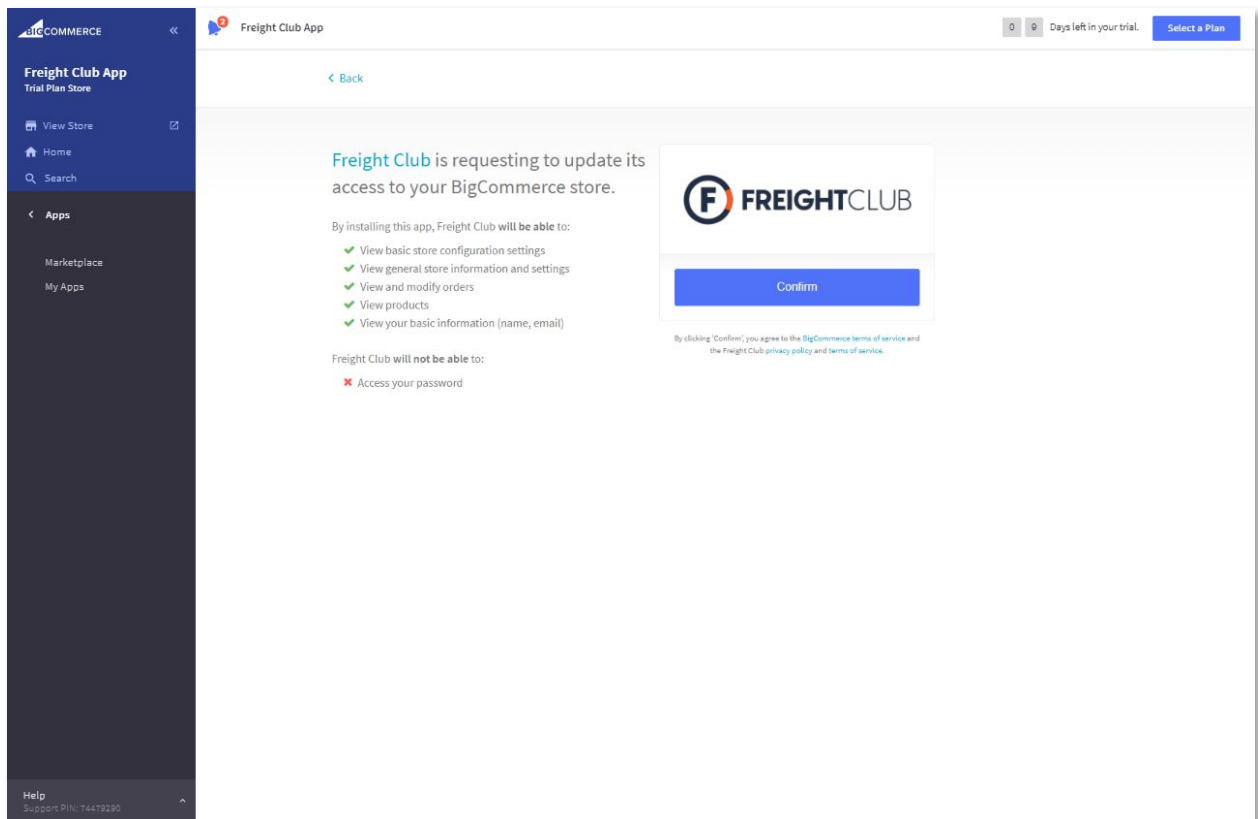 BIGCOMMERCE
«
2
Freight Club App
0 9 Days left in your trial.
Select a Plan
Freight Club App
Trial Plan Store
View Store
Home
Search
< Apps
Marketplace
My Apps
< Back
Freight Club is requesting to update its
access to your BigCommerce store.
By installing this app, Freight Club will be able to:
View basic store configuration settings
View general store information and settings
View and modify orders
View products
View your basic information (name, email)
Freight Club will not be able to:
Access your password
F FREIGHTCLUB
Confirm
By clicking 'Confirm', you agree to the BigCommerce terms of service and
the Freight Club privacy policy and terms of service.
Help
Support PIN: 74479290